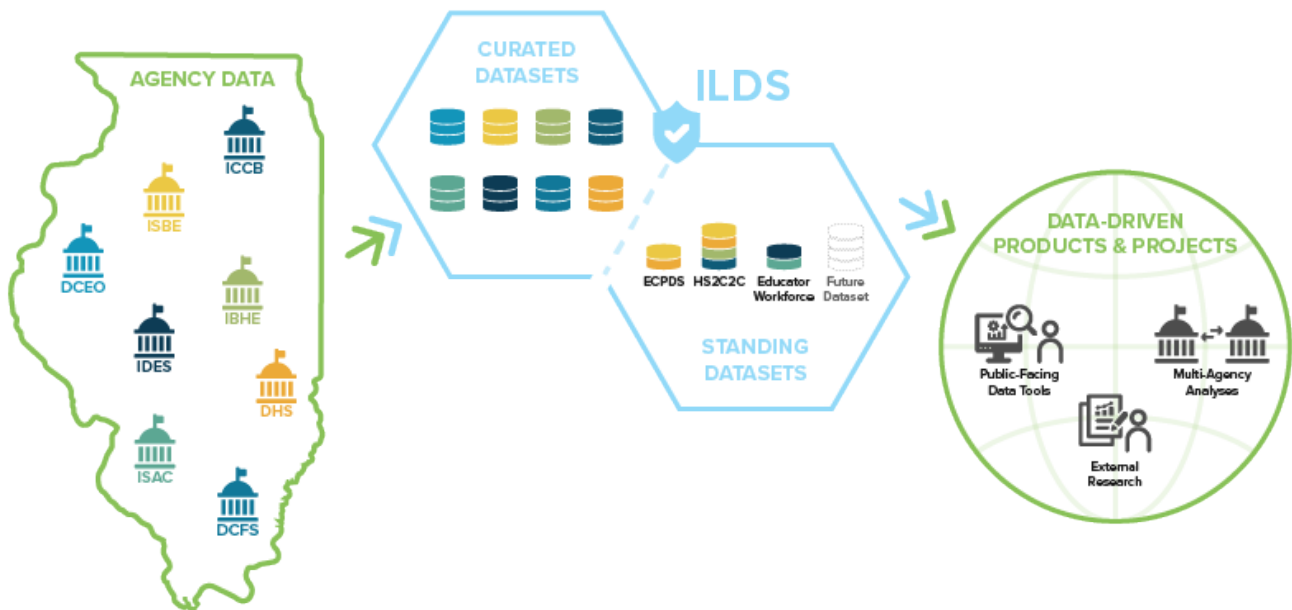 AGENCY DATA
ICCB
ISBE
DCEO
IBHE
IDES
DHS
ISAC
DCFS
CURATED
DATASETS
ILDS
ECPDS
HS2C2C
Educator
Workforce
Future
Dataset
STANDING
DATASETS
DATA-DRIVEN
PRODUCTS & PROJECTS
Public-Facing
Data Tools
Multi-Agency
Analyses
External
Research